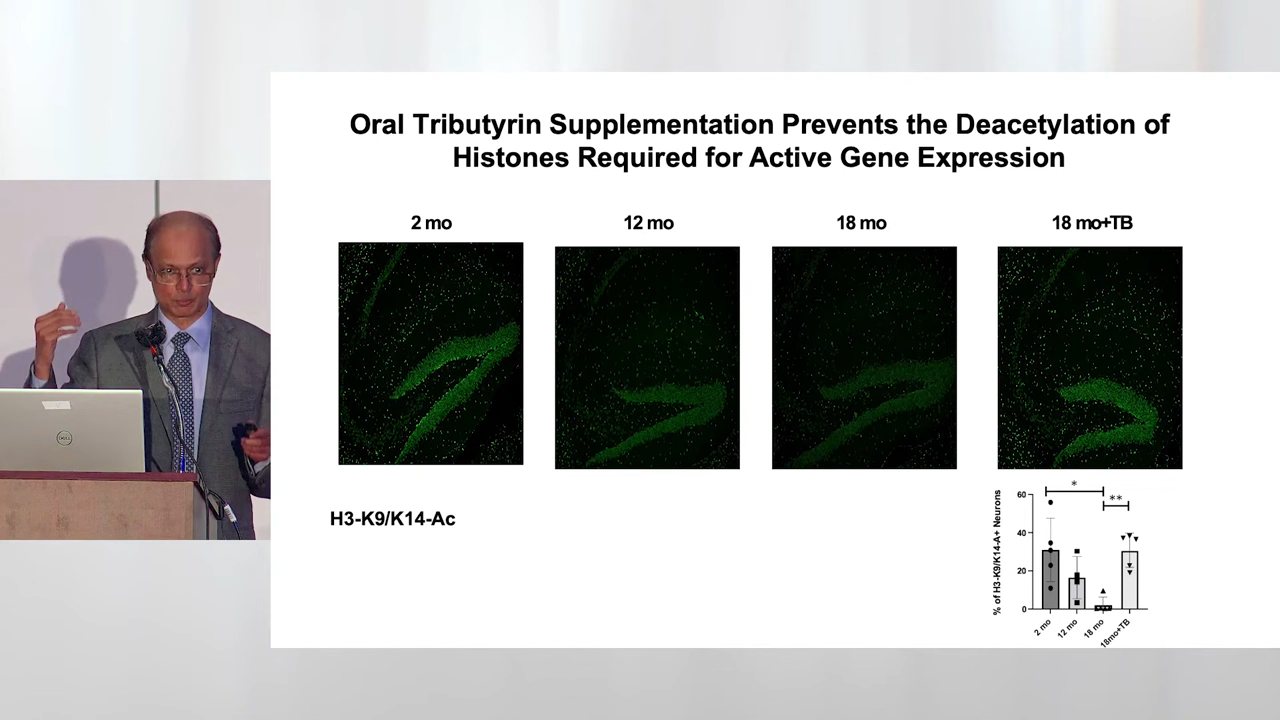 Oral Tributyrin Supplementation Prevents the Deacetylation of
Histones Required for Active Gene Expression
2 mo
12 mo
18 mo
18 mo+TB
H3-K9/K14-Ac
% of H3-K9/K14-A+ Neurons
60
40
20
0
*
**
2 mo
12 mo
18 mo
18mo+TB
DELL